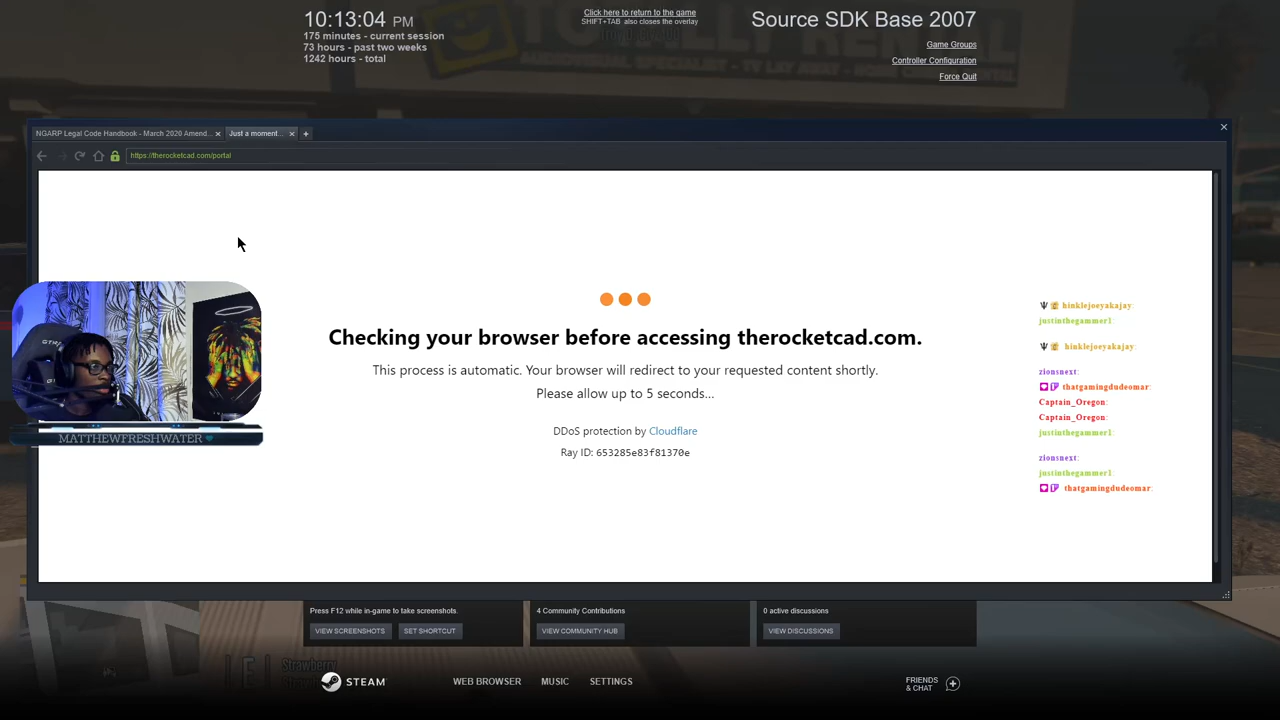 10:13:04 PM
175 minutes - current session
73 hours - past two weeks
1242 hours - total
Click here to return to the game
SHIFT+TAB also closes the overlay
Source SDK Base 2007
Game Groups
Controller Configuration
Force Quit
NGARP Legal Code Handbook - March 2020 Amend...
Just a moment...
https://therocketcad.com/portal
Checking your browser before accessing therocketcad.com.
This process is automatic. Your browser will redirect to your requested content shortly.
Please allow up to 5 seconds...
DDoS protection by Cloudflare
Ray ID: 653285e83f81370e
hinklejoeyakajay:
justinthegammer1:
hinklejoeyakajay:
zionsnext:
thatgamingdudeomar:
Captain_Oregon:
Captain_Oregon:
justinthegammer1:
zionsnext:
justinthegammer1:
thatgamingdudeomar:
MATTHEWFRESHWATER
Press F12 while in-game to take screenshots.
VIEW SCREENSHOTS
SET SHORTCUT
4 Community Contributions
VIEW COMMUNITY HUB
0 active discussions
VIEW DISCUSSIONS
Strawberry
STEAM
WEB BROWSER
MUSIC
SETTINGS
FRIENDS
& CHAT